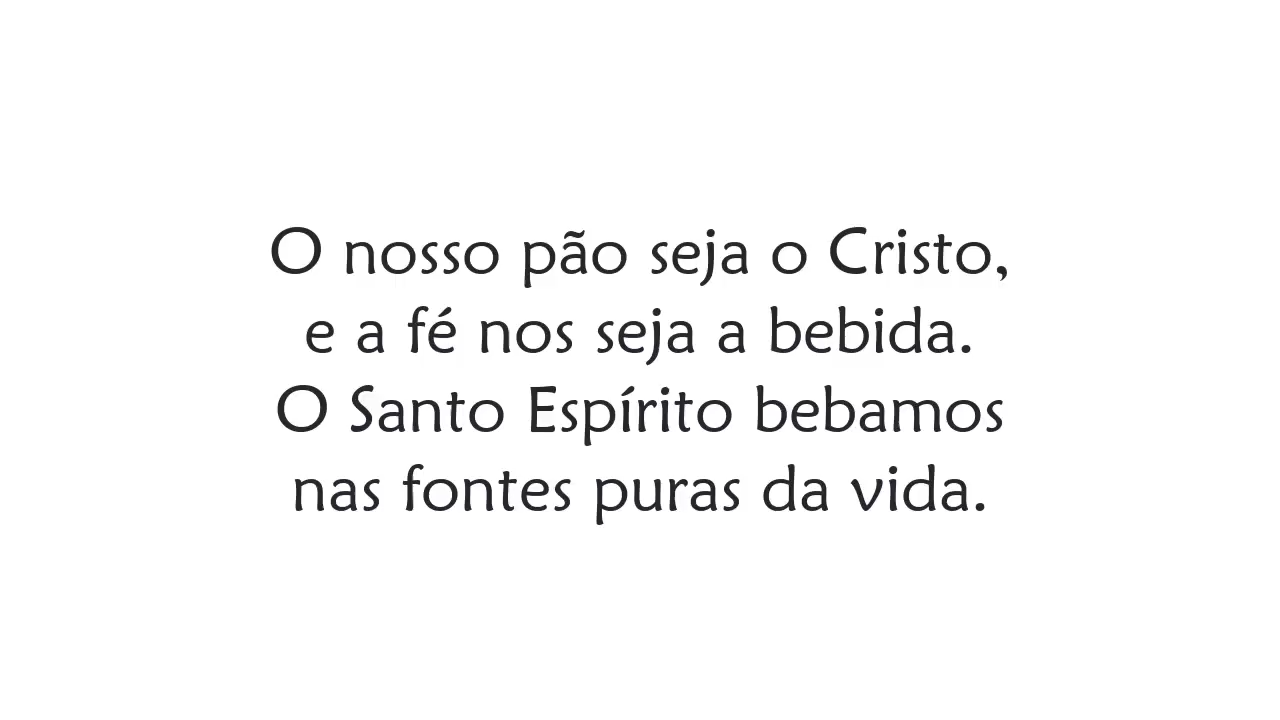 O nosso pão seja o Cristo,
e a fé nos seja a bebida.
O Santo Espírito bebamos
nas fontes puras da vida.